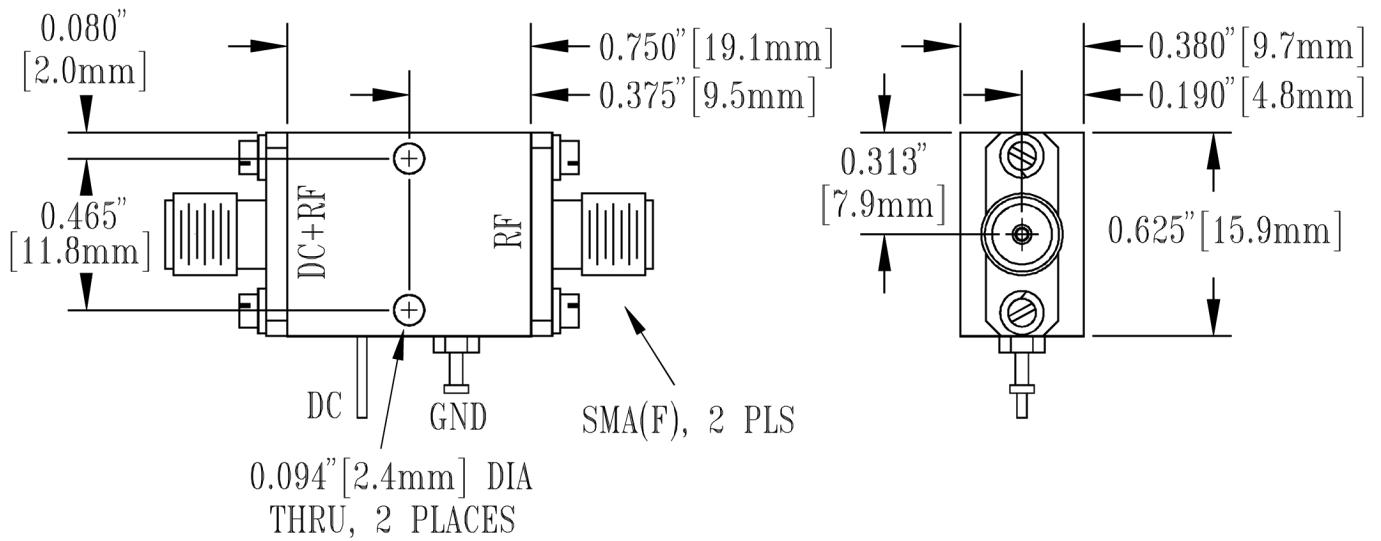 0.080”
[2.0mm]
0.750”[19.1mm]
0.375”[9.5mm]
0.465”
[11.8mm]
DC+RF
RF
DC
GND
SMA(F), 2 PLS
0.094”[2.4mm] DIA
THRU, 2 PLACES
0.380”[9.7mm]
0.190”[4.8mm]
0.313”
[7.9mm]
0.625”[15.9mm]